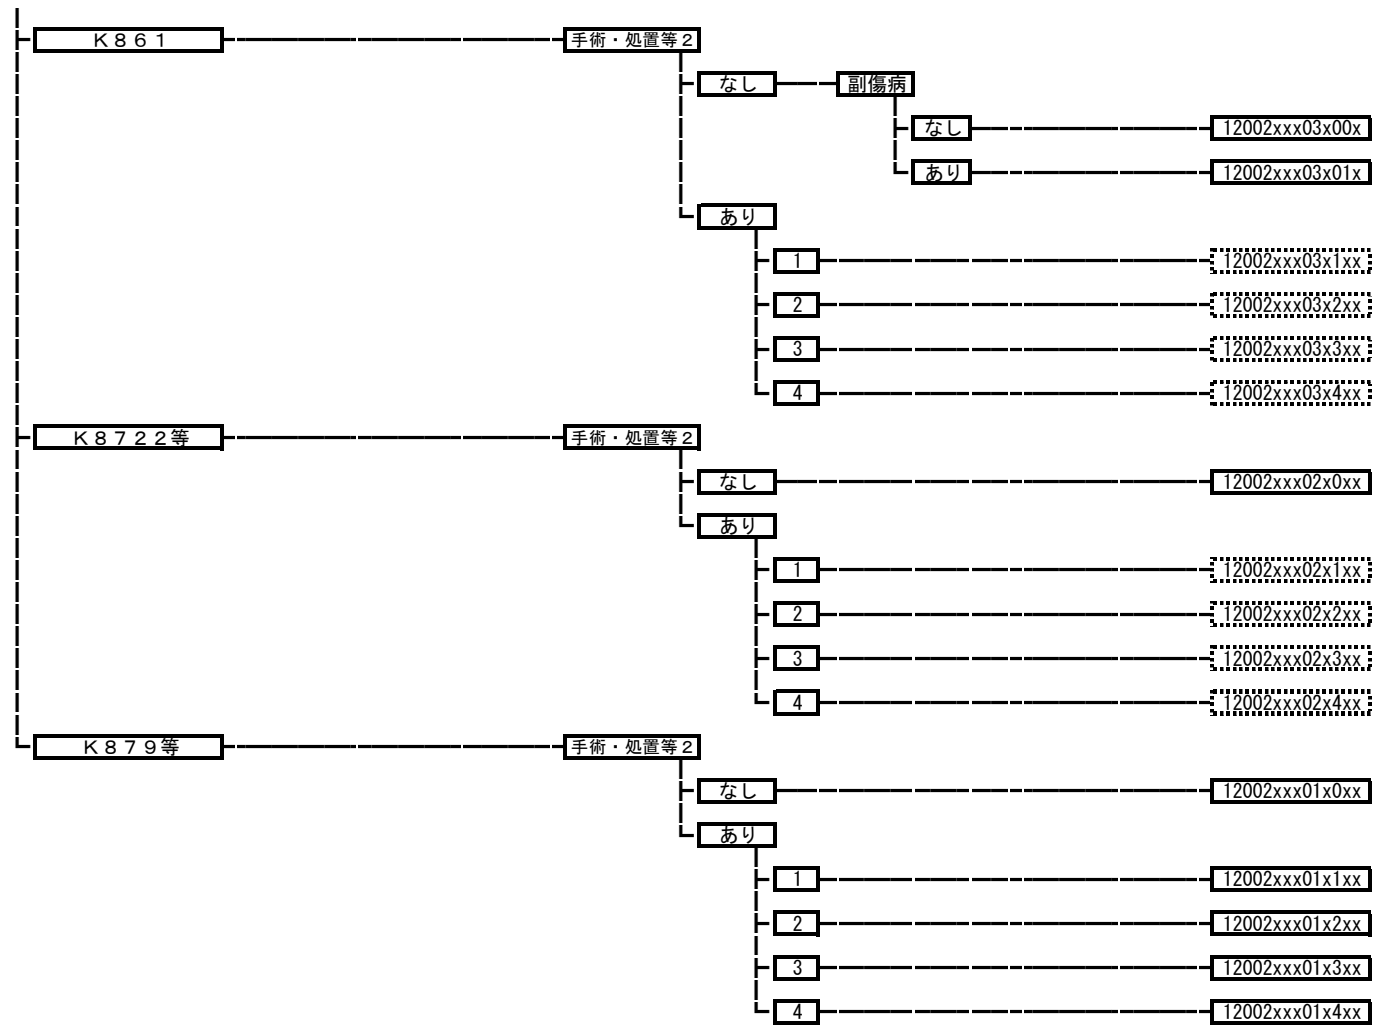 Ｋ８６１ 手術・処置等２
なし 副傷病
なし 12002xxx03x00x
あり 12002xxx03x01x
あり
1 12002xxx03x1xx
2 12002xxx03x2xx
3 12002xxx03x3xx
4 12002xxx03x4xx
Ｋ８７２２等 手術・処置等２
なし 12002xxx02x0xx
あり
1 12002xxx02x1xx
2 12002xxx02x2xx
3 12002xxx02x3xx
4 12002xxx02x4xx
Ｋ８７９等 手術・処置等２
なし 12002xxx01x0xx
あり
1 12002xxx01x1xx
2 12002xxx01x2xx
3 12002xxx01x3xx
4 12002xxx01x4xx